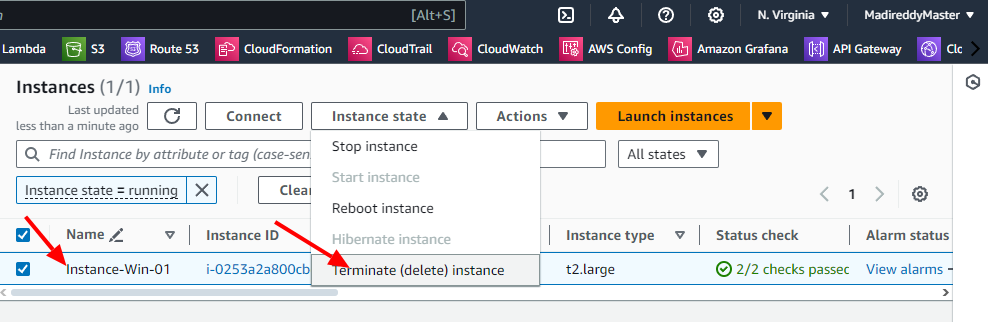 [Alt+S] N. Virginia MadireddyMaster
Lambda S3 Route 53 CloudFormation CloudTrail CloudWatch AWS Config Amazon Grafana API Gateway Clo
Instances (1/1) Info
Last updated
less than a minute ago
Connect Instance state Actions Launch instances
Find Instance by attribute or tag (case-sen All states
Stop instance
Start instance
Instance state = running Clear
Reboot instance
1
Hibernate instance
Name Instance ID Instance type Status check Alarm status
Instance-Win-01 i-0253a2a800cb Terminate (delete) instance t2.large 2/2 checks passed View alarms